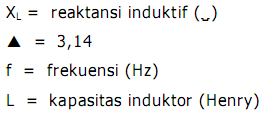 XL = reaktansi induktif (˽)
▲ = 3,14
f = frekuensi (Hz)
L = kapasitas induktor (Henry)